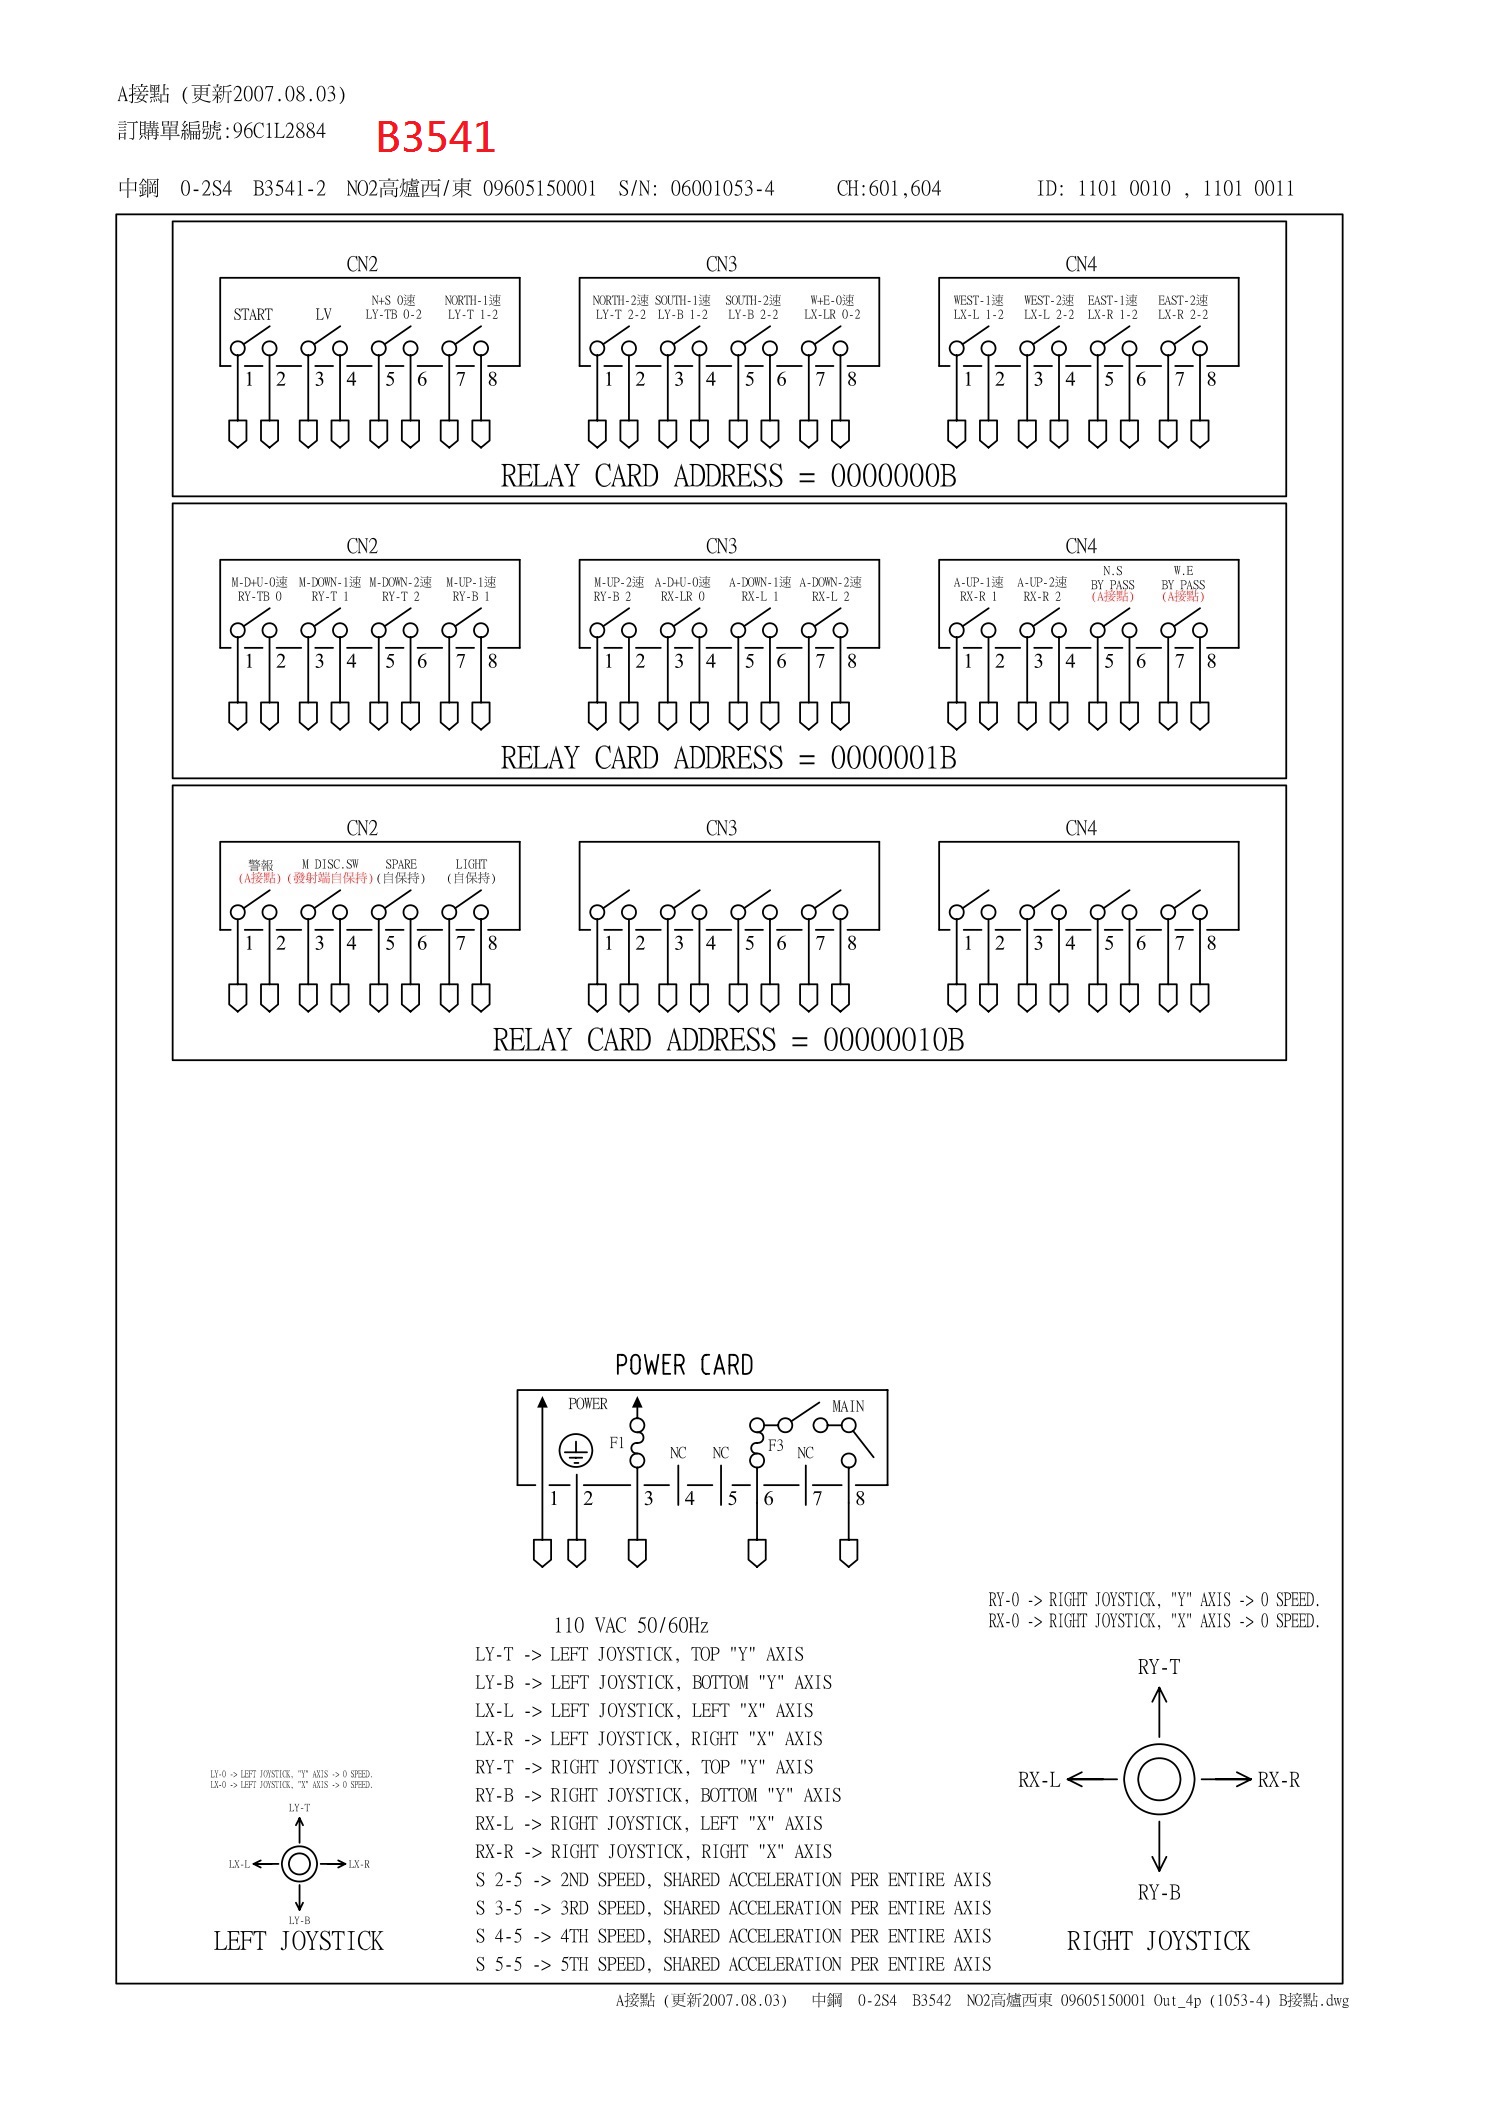 A接點 (更新2007.08.03)
訂購單編號:96C1L2884 B3541
中鋼 0-2S4 B3541-2 NO2高爐西/東 09605150001 S/N: 06001053-4 CH:601,604 ID: 1101 0010 , 1101 0011
CN2 CN3 CN4
N+S 0速 NORTH-1速 NORTH-2速 SOUTH-1速 SOUTH-2速 W+E-0速 WEST-1速 WEST-2速 EAST-1速 EAST-2速
START LV LY-TB 0-2 LY-T 1-2 LY-T 2-2 LY-B 1-2 LY-B 2-2 LX-LR 0-2 LX-L 1-2 LX-L 2-2 LX-R 1-2 LX-R 2-2
1 2 3 4 5 6 7 8 1 2 3 4 5 6 7 8 1 2 3 4 5 6 7 8
RELAY CARD ADDRESS = 0000000B
CN2 CN3 CN4
N.S W.E
M-D+U-0速 M-DOWN-1速 M-DOWN-2速 M-UP-1速 M-UP-2速 A-D+U-0速 A-DOWN-1速 A-DOWN-2速 A-UP-1速 A-UP-2速 BY PASS BY PASS
RY-TB 0 RY-T 1 RY-T 2 RY-B 1 RY-B 2 RX-LR 0 RX-L 1 RX-L 2 RX-R 1 RX-R 2 (A接點) (A接點)
1 2 3 4 5 6 7 8 1 2 3 4 5 6 7 8 1 2 3 4 5 6 7 8
RELAY CARD ADDRESS = 0000001B
CN2 CN3 CN4
警報 M DISC.SW SPARE LIGHT
(A接點) (發射端自保持) (自保持) (自保持)
1 2 3 4 5 6 7 8 1 2 3 4 5 6 7 8 1 2 3 4 5 6 7 8
RELAY CARD ADDRESS = 00000010B
POWER CARD
POWER MAIN
F1 NC NC F3 NC
1 2 3 4 5 6 7 8
110 VAC 50/60Hz
LY-T -> LEFT JOYSTICK, TOP "Y" AXIS
LY-B -> LEFT JOYSTICK, BOTTOM "Y" AXIS
LX-L -> LEFT JOYSTICK, LEFT "X" AXIS
LX-R -> LEFT JOYSTICK, RIGHT "X" AXIS
RY-T -> RIGHT JOYSTICK, TOP "Y" AXIS
RY-B -> RIGHT JOYSTICK, BOTTOM "Y" AXIS
RX-L -> RIGHT JOYSTICK, LEFT "X" AXIS
RX-R -> RIGHT JOYSTICK, RIGHT "X" AXIS
S 2-5 -> 2ND SPEED, SHARED ACCELERATION PER ENTIRE AXIS
S 3-5 -> 3RD SPEED, SHARED ACCELERATION PER ENTIRE AXIS
S 4-5 -> 4TH SPEED, SHARED ACCELERATION PER ENTIRE AXIS
S 5-5 -> 5TH SPEED, SHARED ACCELERATION PER ENTIRE AXIS
LY-0 -> LEFT JOYSTICK, "Y" AXIS -> 0 SPEED.
LX-0 -> LEFT JOYSTICK, "X" AXIS -> 0 SPEED.
LY-T
LX-L LX-R
LY-B
LEFT JOYSTICK
RY-0 -> RIGHT JOYSTICK, "Y" AXIS -> 0 SPEED.
RX-0 -> RIGHT JOYSTICK, "X" AXIS -> 0 SPEED.
RY-T
RX-L RX-R
RY-B
RIGHT JOYSTICK
A接點 (更新2007.08.03) 中鋼 0-2S4 B3542 NO2高爐西東 09605150001 Out_4p (1053-4) B接點.dwg